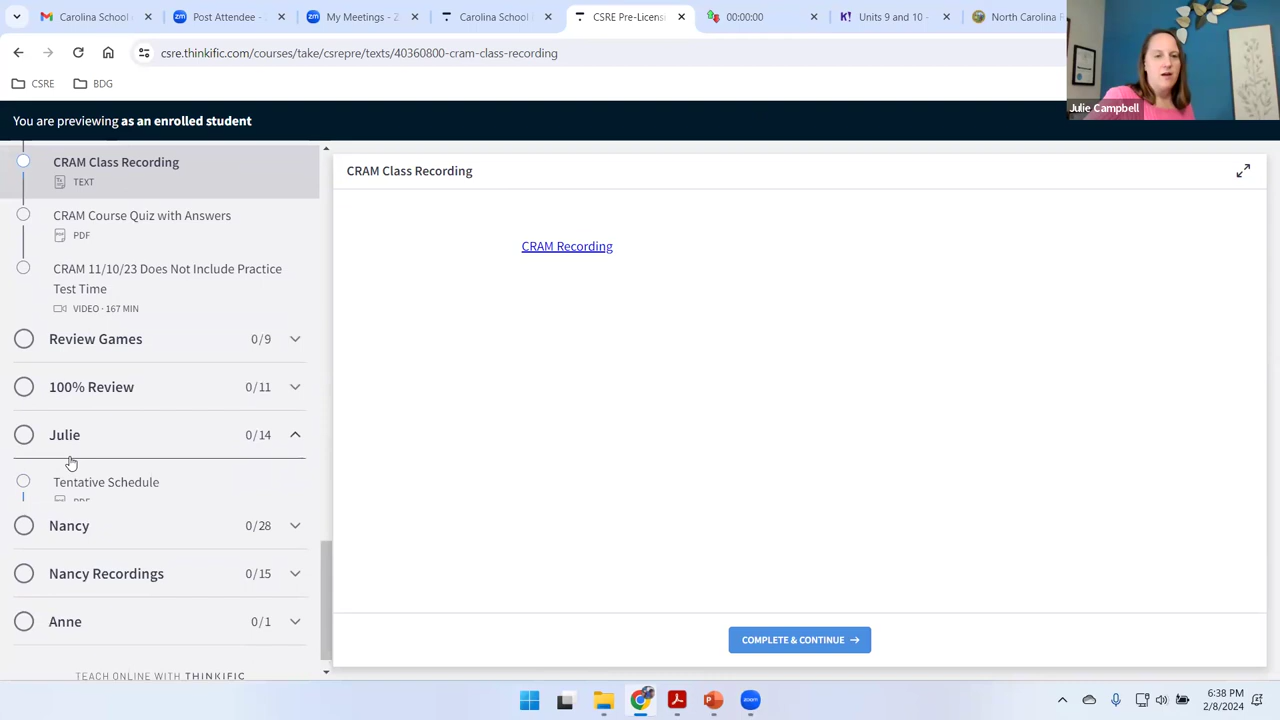 Carolina School
Post Attendee -
My Meetings - Z
Carolina School
CSRE Pre-Licens
00:00:00
Units 9 and 10 -
North Carolina R
csre.thinkific.com/courses/take/csrepre/texts/40360800-cram-class-recording
CSRE
BDG
Julie Campbell
You are previewing as an enrolled student
CRAM Class Recording
TEXT
CRAM Course Quiz with Answers
PDF
CRAM 11/10/23 Does Not Include Practice
Test Time
VIDEO · 167 MIN
Review Games 0/9
100% Review 0/11
Julie 0/14
Tentative Schedule
PDF
Nancy 0/28
Nancy Recordings 0/15
Anne 0/1
TEACH ONLINE WITH THINKIFIC
CRAM Class Recording
CRAM Recording
COMPLETE & CONTINUE →
6:38 PM
2/8/2024